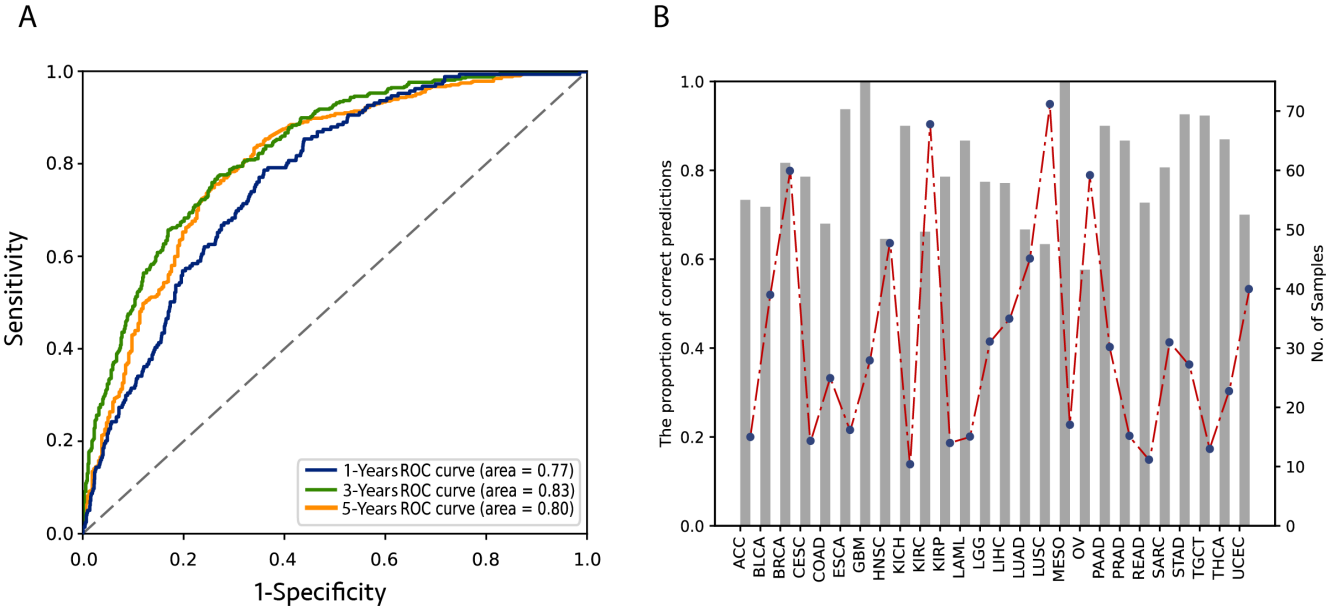 A
1.0
0.8
0.6
0.4
0.2
0.0
0.0 0.2 0.4 0.6 0.8 1.0
Sensitivity
1-Specificity
1-Years ROC curve (area = 0.77)
3-Years ROC curve (area = 0.83)
5-Years ROC curve (area = 0.80)
B
1.0
0.8
0.6
0.4
0.2
0.0
The proportion of correct predictions
70
60
50
40
30
20
10
0
No. of Samples
ACC
BLCA
BRCA
CESC
COAD
ESCA
GBM
HNSC
KICH
KIRC
KIRP
LAML
LGG
LIHC
LUAD
LUSC
MESO
OV
PAAD
PRAD
READ
SARC
STAD
TGCT
THCA
UCEC